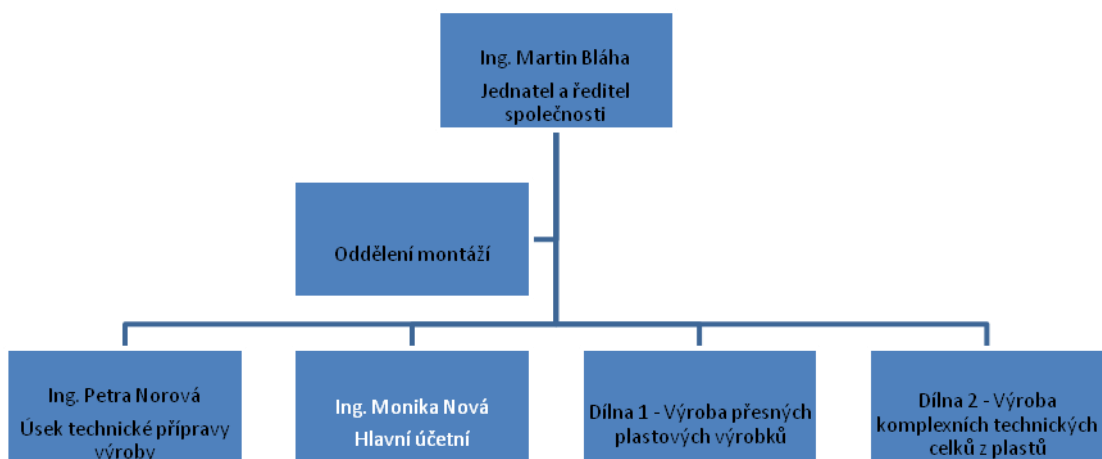 Ing. Martin Bláha
Jednatel a ředitel
společnosti
Oddělení montáží
Ing. Petra Norová
Úsek technické přípravy
výroby
Ing. Monika Nová
Hlavní účetní
Dílna 1 - Výroba přesných
plastových výrobků
Dílna 2 - Výroba
komplexních technických
celků z plastů